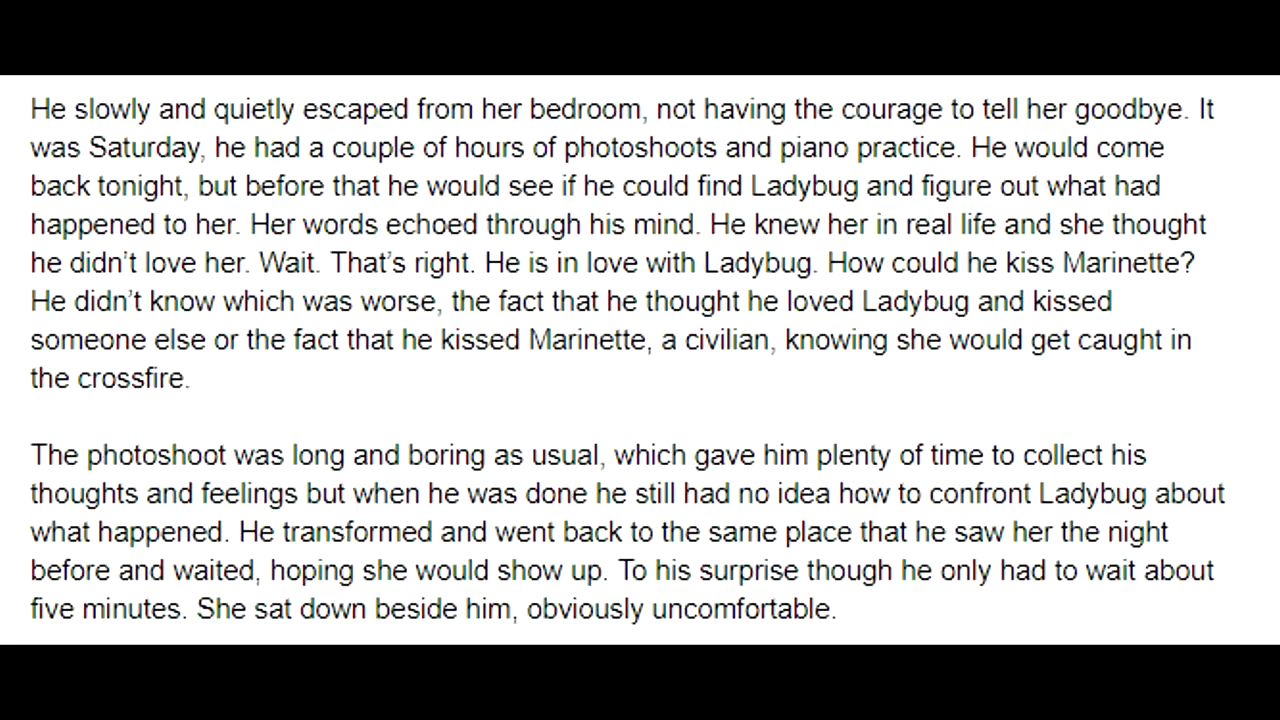 He slowly and quietly escaped from her bedroom, not having the courage to tell her goodbye. It
was Saturday, he had a couple of hours of photoshoots and piano practice. He would come
back tonight, but before that he would see if he could find Ladybug and figure out what had
happened to her. Her words echoed through his mind. He knew her in real life and she thought
he didn’t love her. Wait. That’s right. He is in love with Ladybug. How could he kiss Marinette?
He didn’t know which was worse, the fact that he thought he loved Ladybug and kissed
someone else or the fact that he kissed Marinette, a civilian, knowing she would get caught in
the crossfire.
The photoshoot was long and boring as usual, which gave him plenty of time to collect his
thoughts and feelings but when he was done he still had no idea how to confront Ladybug about
what happened. He transformed and went back to the same place that he saw her the night
before and waited, hoping she would show up. To his surprise though he only had to wait about
five minutes. She sat down beside him, obviously uncomfortable.